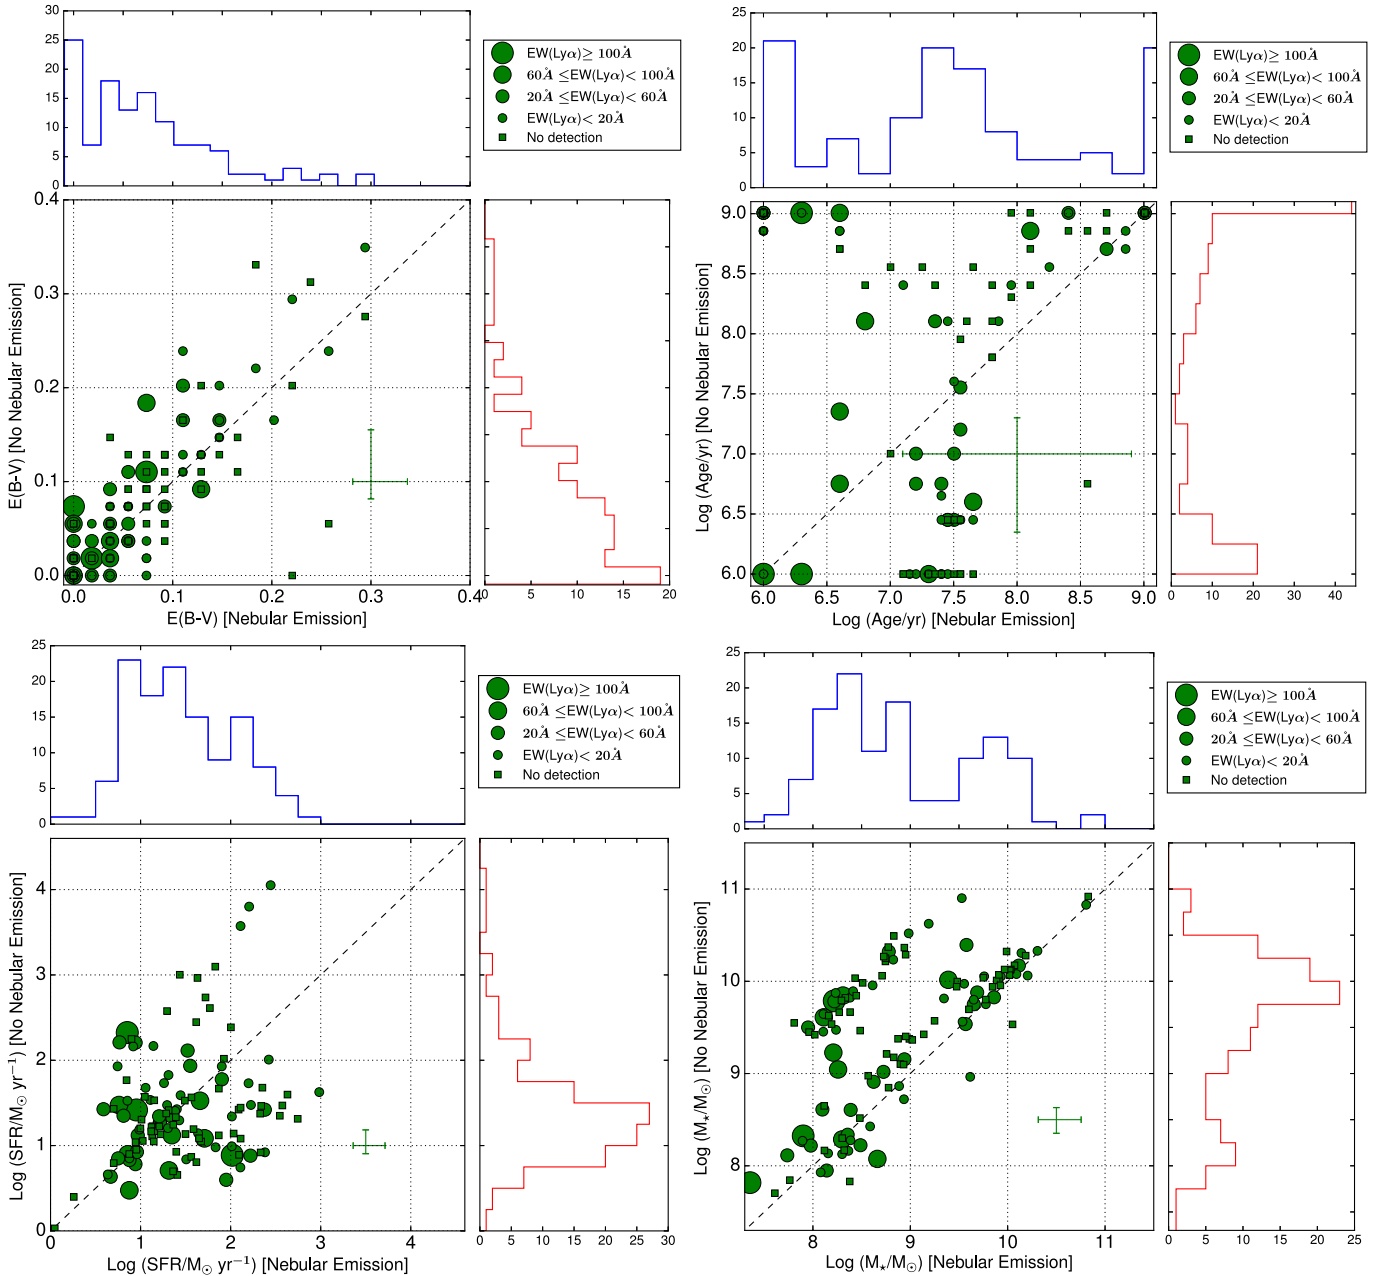 30
25
20
15
10
5
0
EW(Lyα)≥ 100Å
60Å ≤EW(Lyα)< 100Å
20Å ≤EW(Lyα)< 60Å
EW(Lyα)< 20Å
No detection
0.4
0.3
0.2
0.1
0.0
E(B-V) [No Nebular Emission]
0.0 0.1 0.2 0.3 0.4
E(B-V) [Nebular Emission]
0 5 10 15 20
25
20
15
10
5
0
EW(Lyα)≥ 100Å
60Å ≤EW(Lyα)< 100Å
20Å ≤EW(Lyα)< 60Å
EW(Lyα)< 20Å
No detection
9.0
8.5
8.0
7.5
7.0
6.5
6.0
Log (Age/yr) [No Nebular Emission]
6.0 6.5 7.0 7.5 8.0 8.5 9.0
Log (Age/yr) [Nebular Emission]
0 10 20 30 40
25
20
15
10
5
0
EW(Lyα)≥ 100Å
60Å ≤EW(Lyα)< 100Å
20Å ≤EW(Lyα)< 60Å
EW(Lyα)< 20Å
No detection
4
3
2
1
0
Log (SFR/M⊙ yr⁻¹) [No Nebular Emission]
0 1 2 3 4
Log (SFR/M⊙ yr⁻¹) [Nebular Emission]
0 5 10 15 20 25 30
25
20
15
10
5
0
EW(Lyα)≥ 100Å
60Å ≤EW(Lyα)< 100Å
20Å ≤EW(Lyα)< 60Å
EW(Lyα)< 20Å
No detection
11
10
9
8
Log (M⋆/M⊙) [No Nebular Emission]
8 9 10 11
Log (M⋆/M⊙) [Nebular Emission]
0 5 10 15 20 25